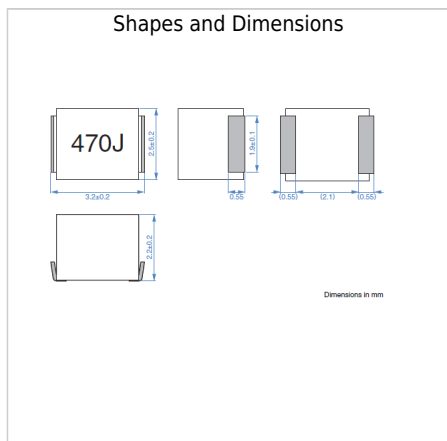 Shapes and Dimensions
470J
2.5±0.2
3.2±0.2
1.9±0.1
0.55
(0.55)
(2.1)
(0.55)
2.2±0.2
Dimensions in mm